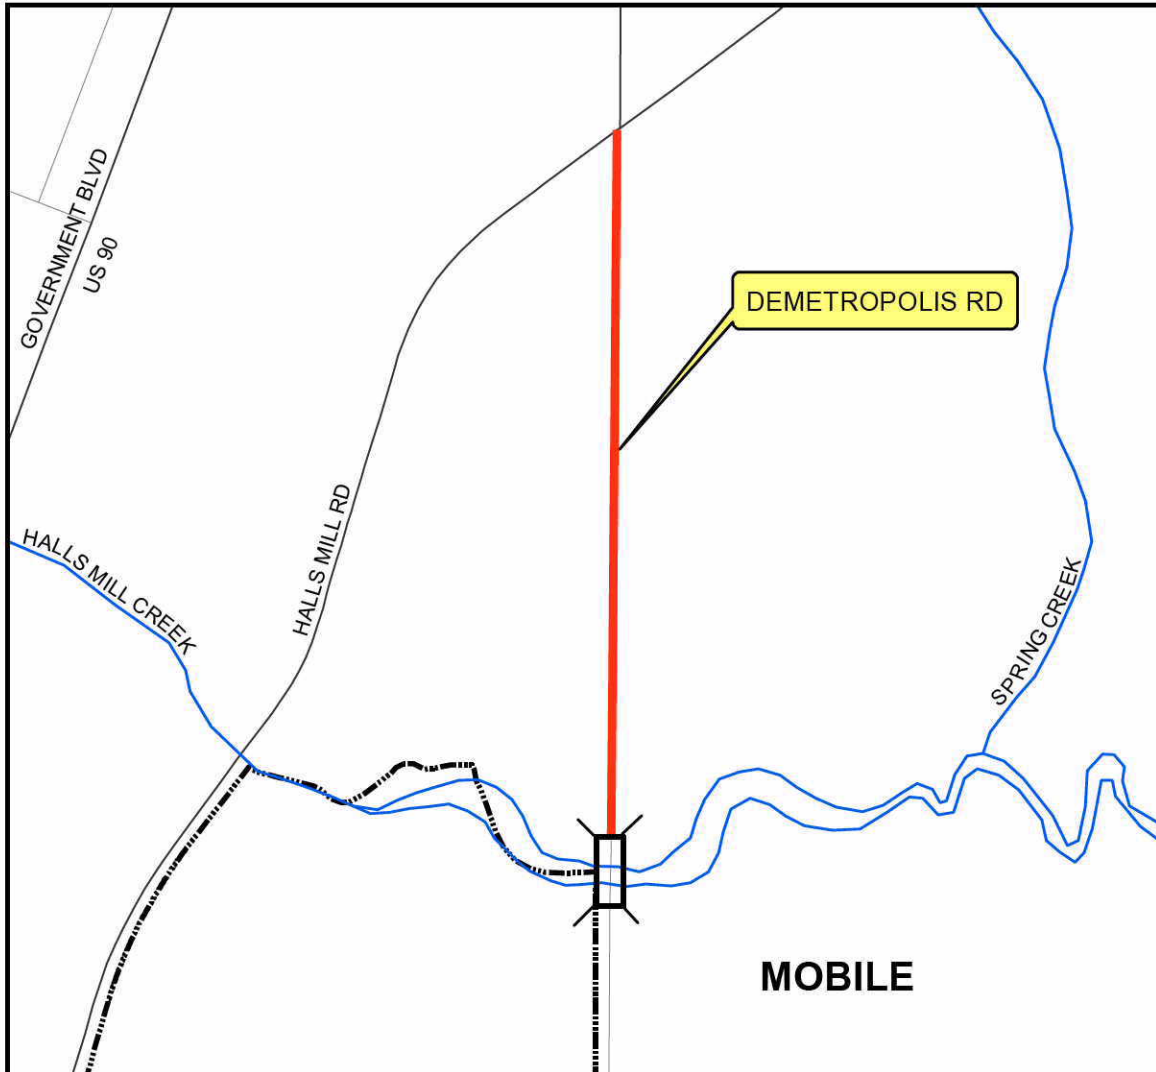 GOVERNMENT BLVD
US 90
DEMETROPOLIS RD
HALLS MILL RD
HALLS MILL CREEK
SPRING CREEK
MOBILE